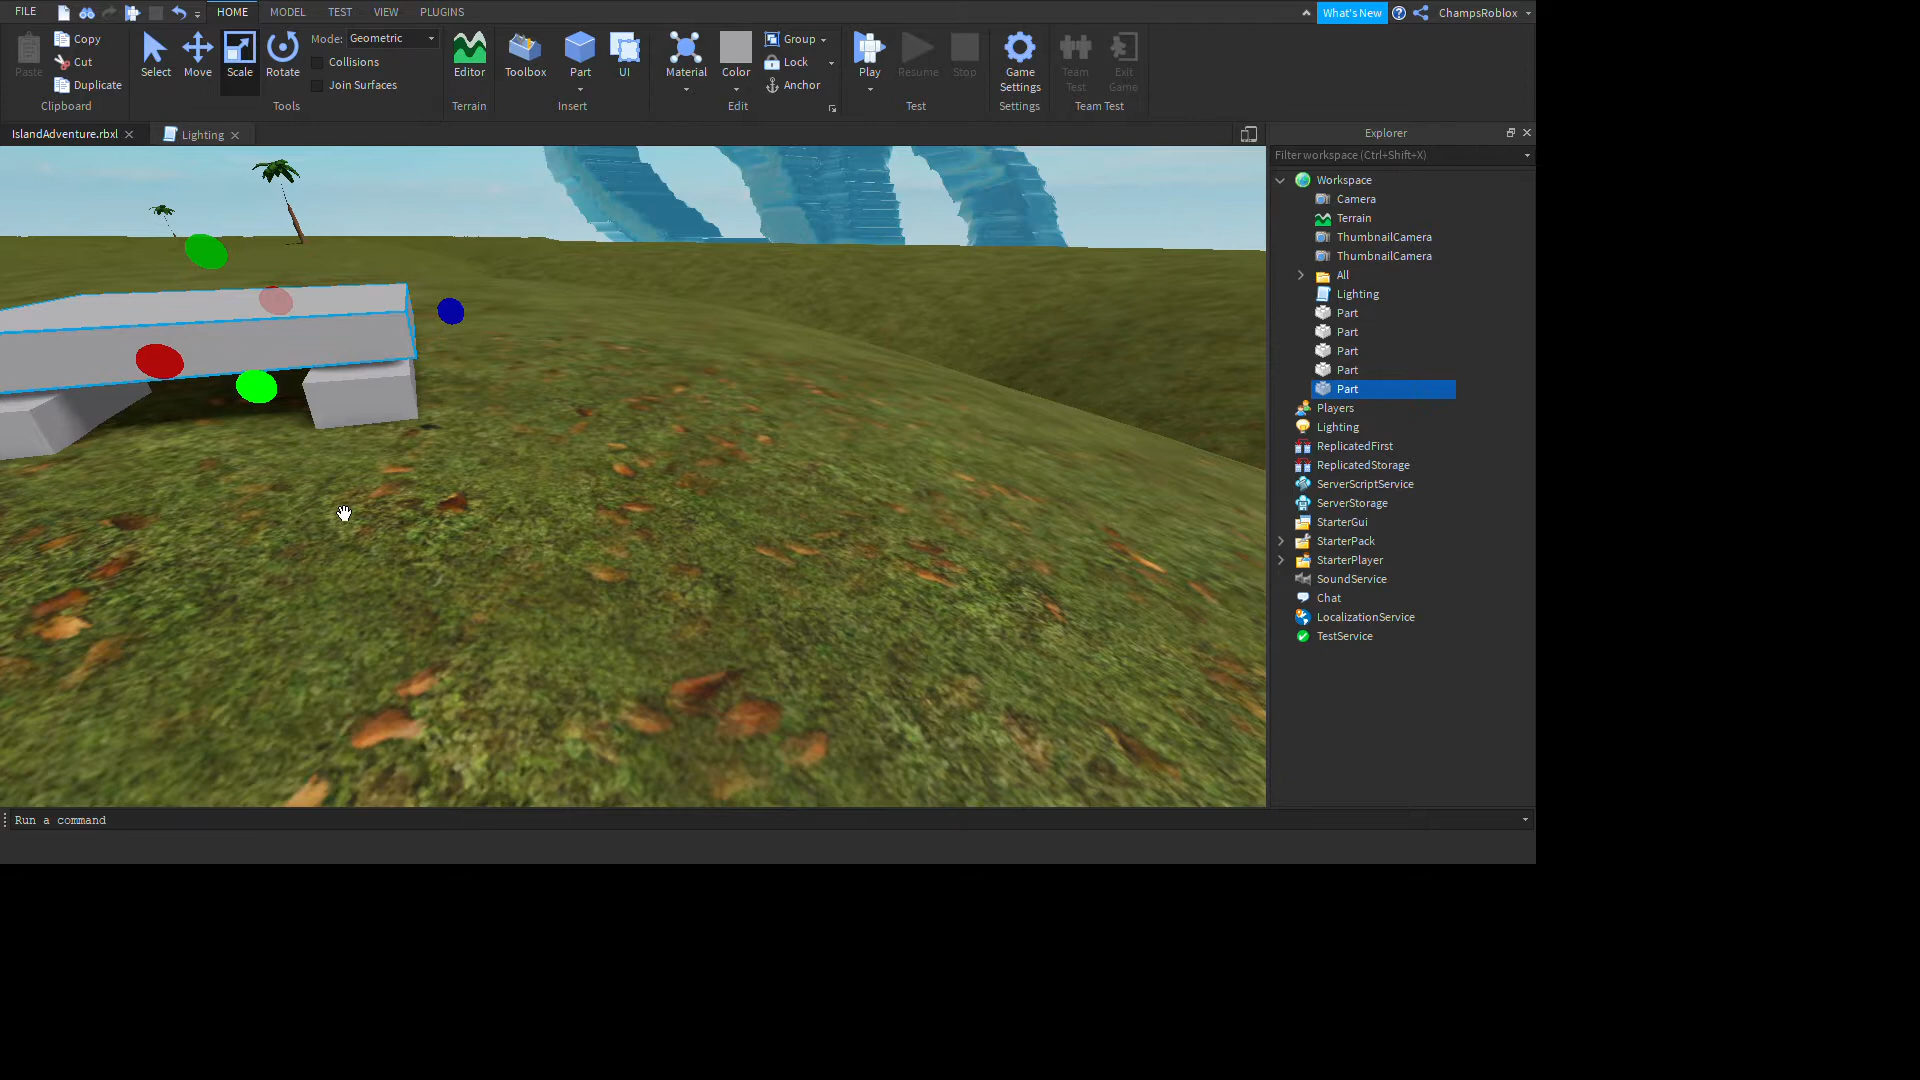 FILE HOME MODEL TEST VIEW PLUGINS What's New ChampsRoblox
Paste Copy Cut Duplicate
Clipboard
Select Move Scale Rotate
Mode: Geometric
Collisions
Join Surfaces
Tools
Editor
Terrain
Toolbox Part UI
Insert
Material Color Group Lock Anchor
Edit
Play Resume Stop
Test
Game
Settings
Settings
Team
Test
Exit
Game
Team Test
IslandAdventure.rbxl Lighting
Explorer
Filter workspace (Ctrl+Shift+X)
Workspace
Camera
Terrain
ThumbnailCamera
ThumbnailCamera
All
Lighting
Part
Part
Part
Part
Part
Players
Lighting
ReplicatedFirst
ReplicatedStorage
ServerScriptService
ServerStorage
StarterGui
StarterPack
StarterPlayer
SoundService
Chat
LocalizationService
TestService
Run a command